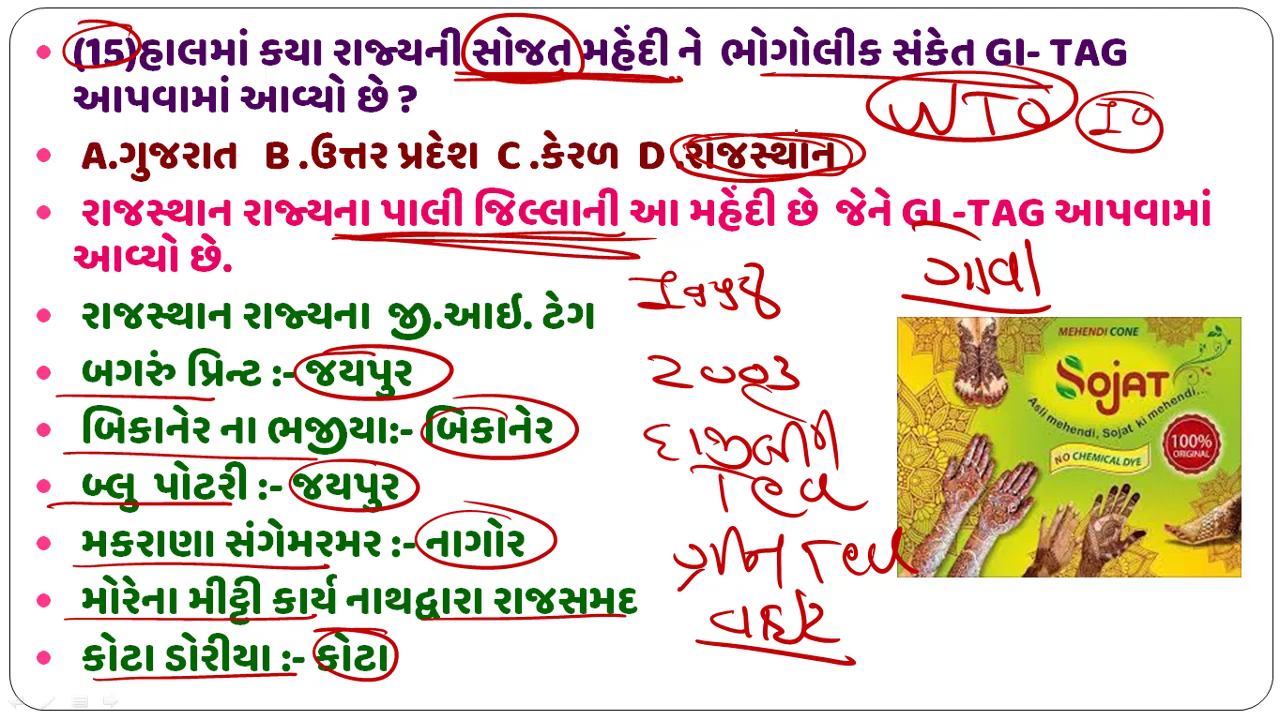 (15)હાલમાં કયા રાજ્યની સોજત મહેંદી ને ભોગોલીક સંકેત GI- TAG
આપવામાં આવ્યો છે ?
WTO
A.ગુજરાત B .ઉત્તર પ્રદેશ C .કેરળ D .રાજસ્થાન
રાજસ્થાન રાજ્યના પાલી જિલ્લાની આ મહેંદી છે જેને GI -TAG આપવામાં
આવ્યો છે.
રાજસ્થાન રાજ્યના જી.આઈ. ટેગ
બગરું પ્રિન્ટ :- જયપુર
2003
બિકાનેર ના ભજીયા:- બિકાનેર
બ્લુ પોટરી :- જયપુર
મકરાણા સંગેમરમર :- નાગોર
મોરેના મીટ્ટી કાર્ય નાથદ્વારા રાજસમદ
કોટા ડોરીયા :- કોટા
MEHENDI CONE
SOJAT
Asli mehendi, Sojat ki mehendi...
100%
ORIGINAL
NO CHEMICAL DYE